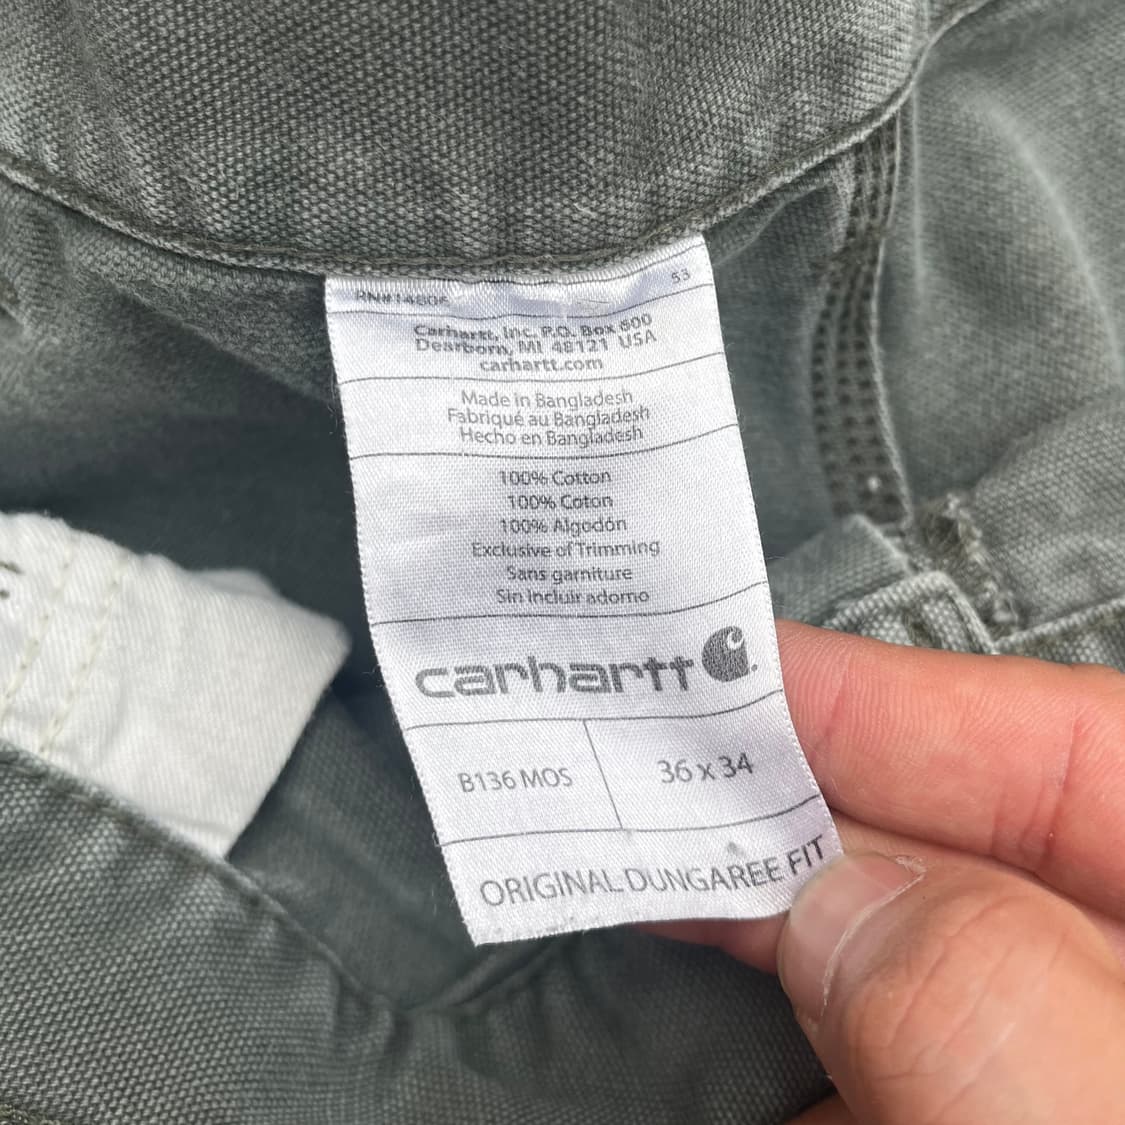 RN#14806 53
Carhartt, Inc. P.O. Box 600
Dearborn, MI 48121 USA
carhartt.com
Made in Bangladesh
Fabriqué au Bangladesh
Hecho en Bangladesh
100% Cotton
100% Coton
100% Algodón
Exclusive of Trimming
Sans garniture
Sin incluir adorno
carhartt
B136 MOS 36 x 34
ORIGINAL DUNGAREE FIT